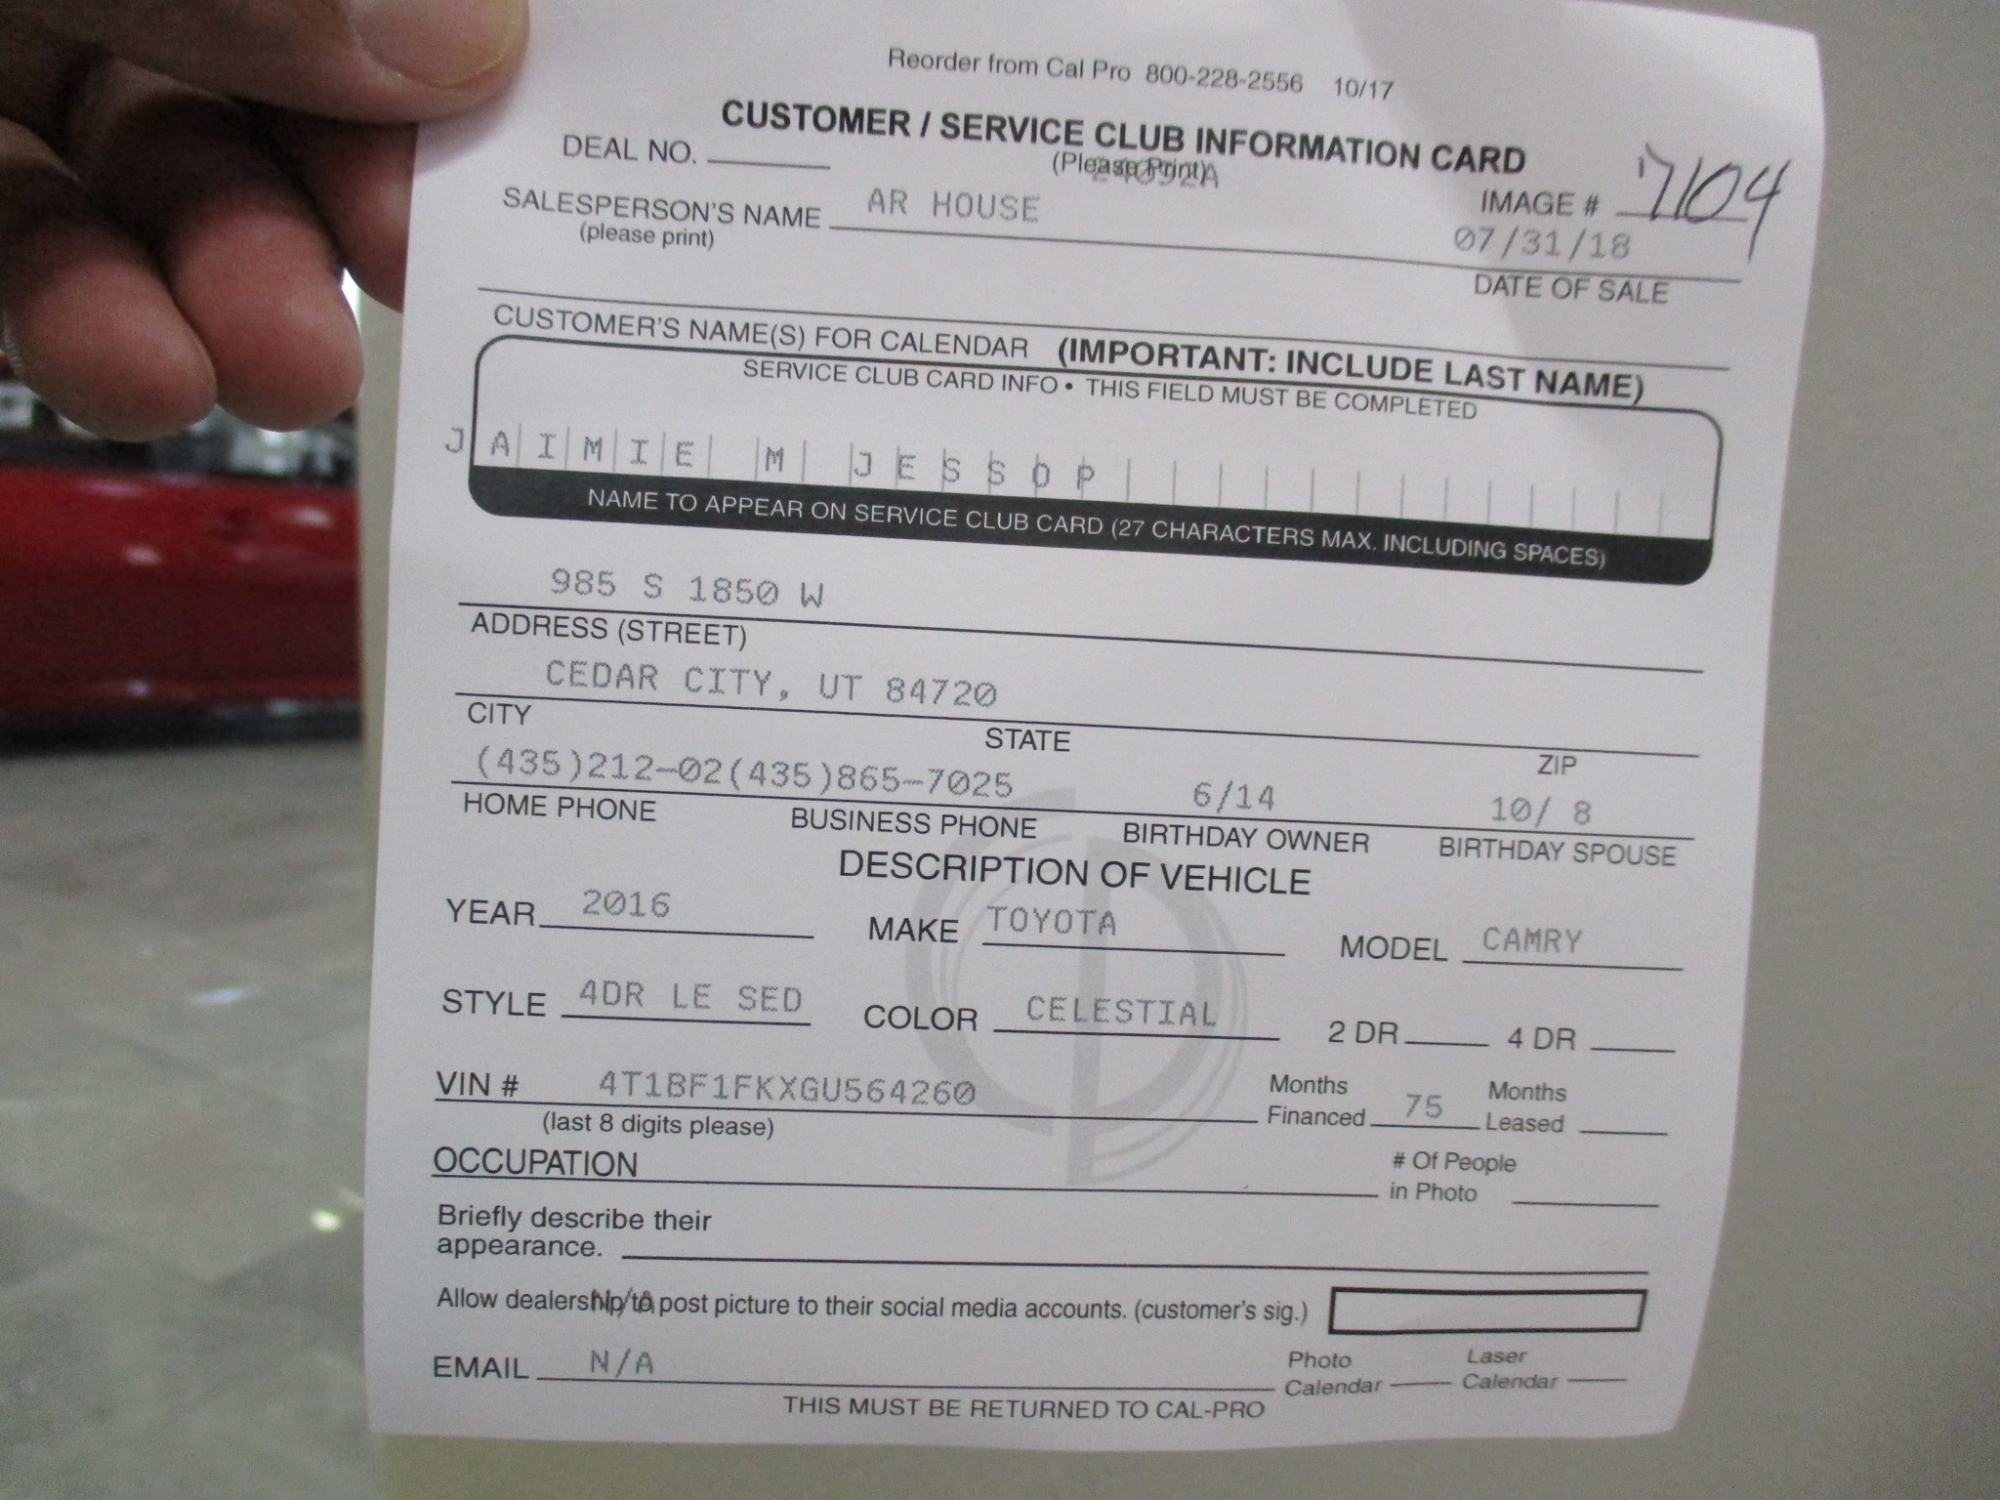 Reorder from Cal Pro 800-228-2556 10/17
CUSTOMER / SERVICE CLUB INFORMATION CARD
DEAL NO. (Please Print)
SALESPERSON'S NAME AR HOUSE IMAGE # 7104
(please print) 07/31/18
DATE OF SALE
CUSTOMER'S NAME(S) FOR CALENDAR (IMPORTANT: INCLUDE LAST NAME)
SERVICE CLUB CARD INFO • THIS FIELD MUST BE COMPLETED
JAIMIE M JESSOP
NAME TO APPEAR ON SERVICE CLUB CARD (27 CHARACTERS MAX. INCLUDING SPACES)
985 S 1850 W
ADDRESS (STREET)
CEDAR CITY, UT 84720
CITY STATE ZIP
(435)212-02(435)865-7025 6/14 10/ 8
HOME PHONE BUSINESS PHONE BIRTHDAY OWNER BIRTHDAY SPOUSE
DESCRIPTION OF VEHICLE
YEAR 2016 MAKE TOYOTA MODEL CAMRY
STYLE 4DR LE SED COLOR CELESTIAL 2 DR 4 DR
VIN # 4T1BF1FKXGU564260 Months Financed 75 Months Leased
(last 8 digits please)
OCCUPATION # Of People in Photo
Briefly describe their
appearance.
Allow dealership to post picture to their social media accounts. (customer's sig.)
N/A
EMAIL N/A Photo Calendar Laser Calendar
THIS MUST BE RETURNED TO CAL-PRO